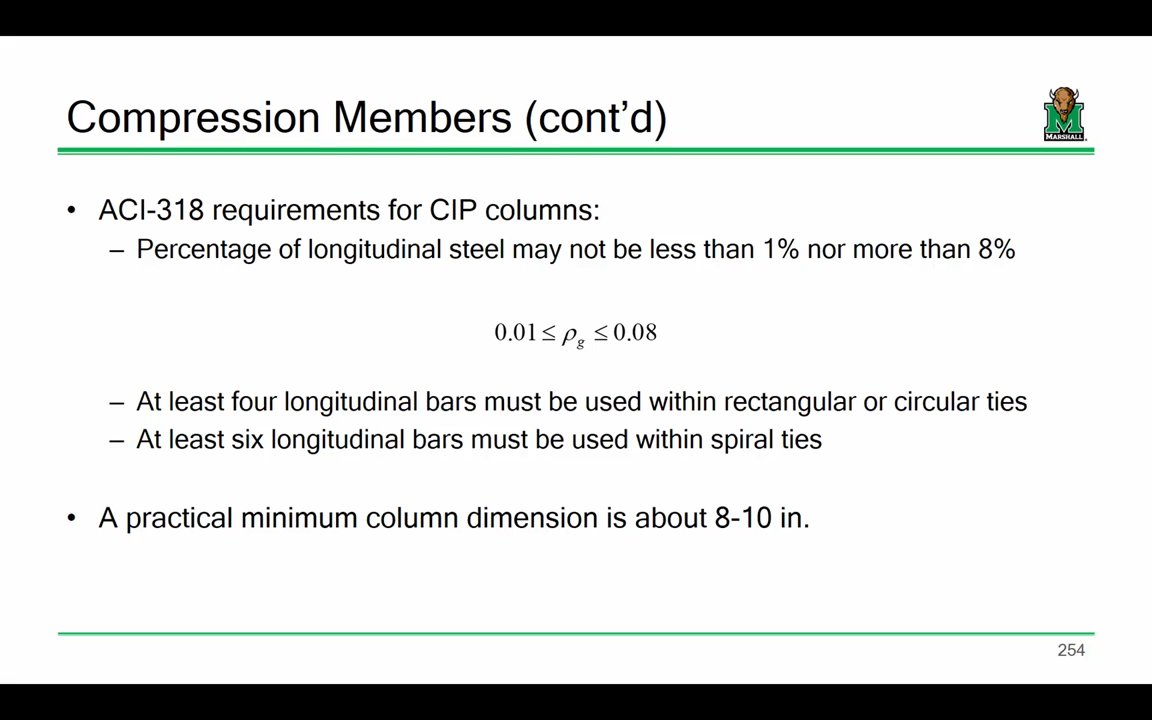 Compression Members (cont’d)
MARSHALL
• ACI-318 requirements for CIP columns:
– Percentage of longitudinal steel may not be less than 1% nor more than 8%
0.01 ≤ ρg ≤ 0.08
– At least four longitudinal bars must be used within rectangular or circular ties
– At least six longitudinal bars must be used within spiral ties
• A practical minimum column dimension is about 8-10 in.
254